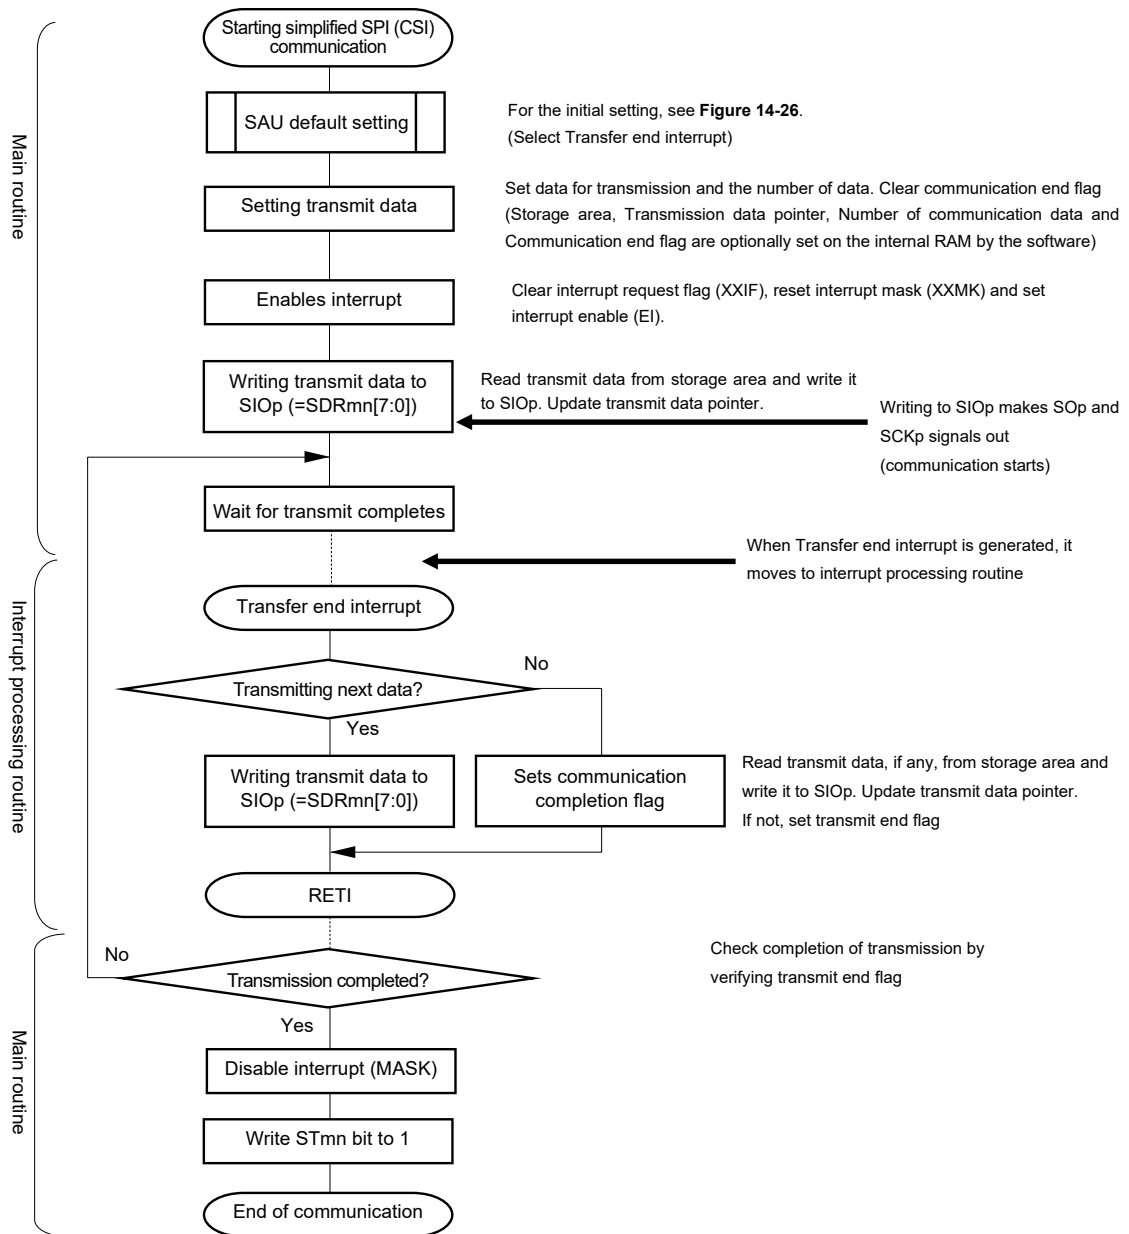 Starting simplified SPI (CSI)
communication
Main routine
SAU default setting
For the initial setting, see Figure 14-26.
(Select Transfer end interrupt)
Setting transmit data
Set data for transmission and the number of data. Clear communication end flag
(Storage area, Transmission data pointer, Number of communication data and
Communication end flag are optionally set on the internal RAM by the software)
Enables interrupt
Clear interrupt request flag (XXIF), reset interrupt mask (XXMK) and set
interrupt enable (EI).
Writing transmit data to
SIOp (=SDRmn[7:0])
Read transmit data from storage area and write it
to SIOp. Update transmit data pointer.
Writing to SIOp makes SOp and
SCKp signals out
(communication starts)
Wait for transmit completes
When Transfer end interrupt is generated, it
moves to interrupt processing routine
Interrupt processing routine
Transfer end interrupt
Transmitting next data?
No
Yes
Writing transmit data to
SIOp (=SDRmn[7:0])
Sets communication
completion flag
Read transmit data, if any, from storage area and
write it to SIOp. Update transmit data pointer.
If not, set transmit end flag
RETI
Main routine
No
Transmission completed?
Check completion of transmission by
verifying transmit end flag
Yes
Disable interrupt (MASK)
Write STmn bit to 1
End of communication